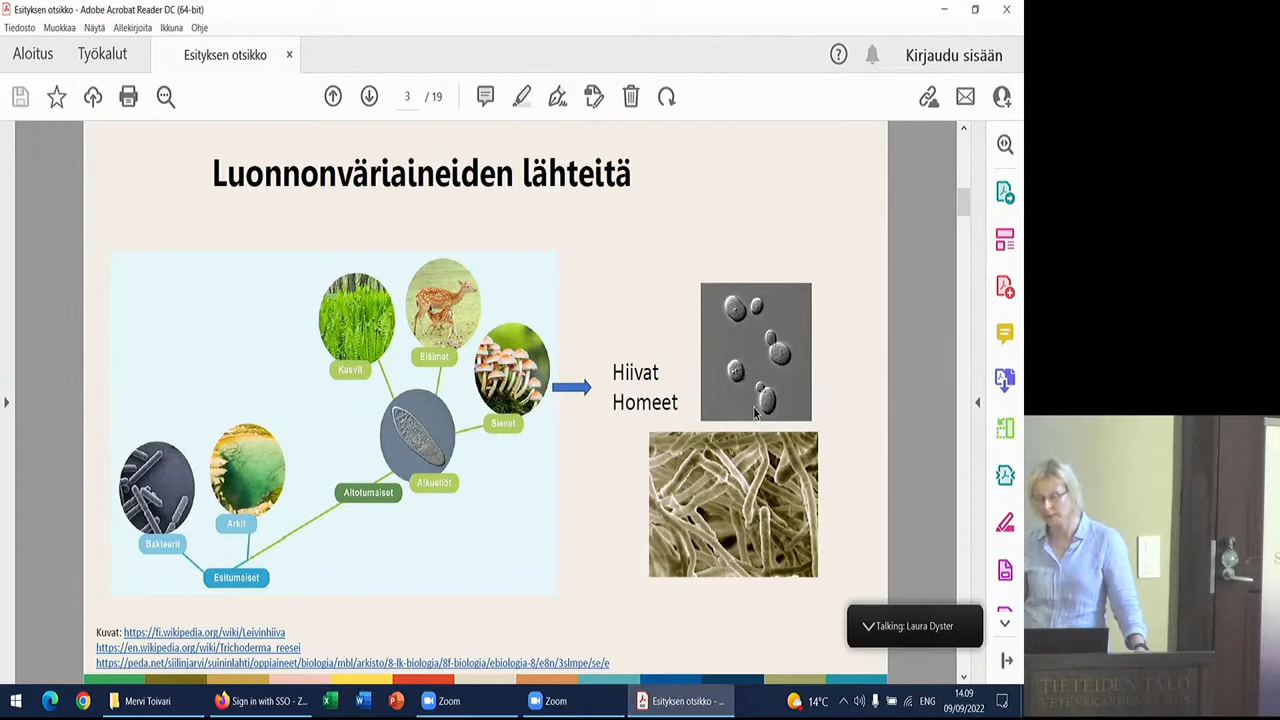 Esityksen otsikko - Adobe Acrobat Reader DC (64-bit)
Tiedosto Muokkaa Näytä Allekirjoita Ikkuna Ohje
Aloitus Työkalut Esityksen otsikko × Kirjaudu sisään
3 / 19
Luonnonväriaineiden lähteitä
Kasvit
Eläimet
Sienet
Alkueliöt
Aitotumaiset
Arkit
Bakteerit
Esitumaiset
Hiivat
Homeet
Kuvat: https://fi.wikipedia.org/wiki/Leivinhiiva
https://en.wikipedia.org/wiki/Trichoderma_reesei
https://peda.net/siilinjarvi/suininlahti/oppiaineet/biologia/mbl/arkisto/8-lk-biologia/8f-biologia/ebiologia-8/e8n/3slmpe/se/e
Talking: Laura Dyster
TIETEIDEN TALO
VETENSKAPERNAS HUS
Mervi Toivari
Sign in with SSO - Z...
Zoom
Zoom
Esityksen otsikko - ...
14°C
ENG
14.09
09/09/2022